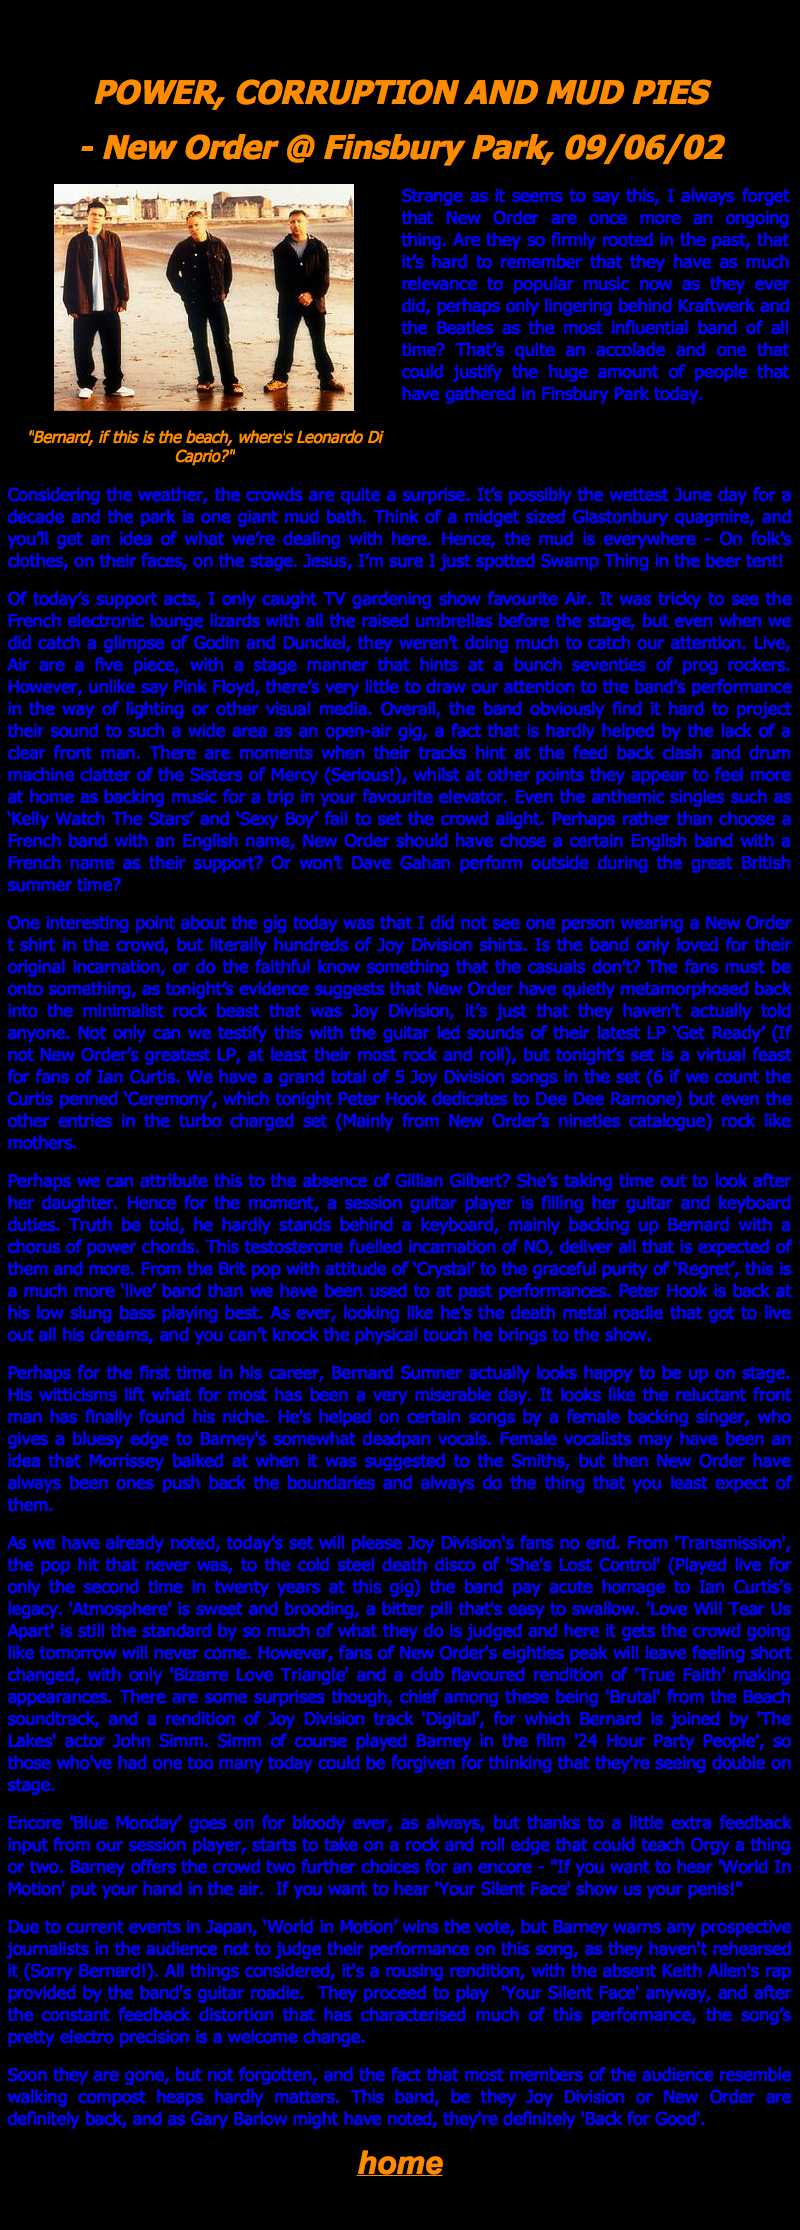 POWER, CORRUPTION AND MUD PIES
- New Order @ Finsbury Park, 09/06/02
Strange as it seems to say this, I always forget
that New Order are once more an ongoing
thing. Are they so firmly rooted in the past, that
it’s hard to remember that they have as much
relevance to popular music now as they ever
did, perhaps only lingering behind Kraftwerk and
the Beatles as the most influential band of all
time? That’s quite an accolade and one that
could justify the huge amount of people that
have gathered in Finsbury Park today.
"Bernard, if this is the beach, where's Leonardo Di
Caprio?"
Considering the weather, the crowds are quite a surprise. It’s possibly the wettest June day for a
decade and the park is one giant mud bath. Think of a midget sized Glastonbury quagmire, and
you’ll get an idea of what we’re dealing with here. Hence, the mud is everywhere - On folk’s
clothes, on their faces, on the stage. Jesus, I’m sure I just spotted Swamp Thing in the beer tent!
Of today’s support acts, I only caught TV gardening show favourite Air. It was tricky to see the
French electronic lounge lizards with all the raised umbrellas before the stage, but even when we
did catch a glimpse of Godin and Dunckel, they weren’t doing much to catch our attention. Live,
Air are a five piece, with a stage manner that hints at a bunch seventies of prog rockers.
However, unlike say Pink Floyd, there’s very little to draw our attention to the band’s performance
in the way of lighting or other visual media. Overall, the band obviously find it hard to project
their sound to such a wide area as an open-air gig, a fact that is hardly helped by the lack of a
clear front man. There are moments when their tracks hint at the feed back clash and drum
machine clatter of the Sisters of Mercy (Serious!), whilst at other points they appear to feel more
at home as backing music for a trip in your favourite elevator. Even the anthemic singles such as
‘Kelly Watch The Stars’ and ‘Sexy Boy’ fail to set the crowd alight. Perhaps rather than choose a
French band with an English name, New Order should have chose a certain English band with a
French name as their support? Or won’t Dave Gahan perform outside during the great British
summer time?
One interesting point about the gig today was that I did not see one person wearing a New Order
t shirt in the crowd, but literally hundreds of Joy Division shirts. Is the band only loved for their
original incarnation, or do the faithful know something that the casuals don’t? The fans must be
onto something, as tonight’s evidence suggests that New Order have quietly metamorphosed back
into the minimalist rock beast that was Joy Division, it’s just that they haven’t actually told
anyone. Not only can we testify this with the guitar led sounds of their latest LP ‘Get Ready’ (If
not New Order’s greatest LP, at least their most rock and roll), but tonight’s set is a virtual feast
for fans of Ian Curtis. We have a grand total of 5 Joy Division songs in the set (6 if we count the
Curtis penned ‘Ceremony’, which tonight Peter Hook dedicates to Dee Dee Ramone) but even the
other entries in the turbo charged set (Mainly from New Order’s nineties catalogue) rock like
mothers.
Perhaps we can attribute this to the absence of Gillian Gilbert? She’s taking time out to look after
her daughter. Hence for the moment, a session guitar player is filling her guitar and keyboard
duties. Truth be told, he hardly stands behind a keyboard, mainly backing up Bernard with a
chorus of power chords. This testosterone fuelled incarnation of NO, deliver all that is expected of
them and more. From the Brit pop with attitude of ‘Crystal’ to the graceful purity of ‘Regret’, this is
a much more ‘live’ band than we have been used to at past performances. Peter Hook is back at
his low slung bass playing best. As ever, looking like he’s the death metal roadie that got to live
out all his dreams, and you can’t knock the physical touch he brings to the show.
Perhaps for the first time in his career, Bernard Sumner actually looks happy to be up on stage.
His witticisms lift what for most has been a very miserable day. It looks like the reluctant front
man has finally found his niche. He's helped on certain songs by a female backing singer, who
gives a bluesy edge to Barney's somewhat deadpan vocals. Female vocalists may have been an
idea that Morrissey balked at when it was suggested to the Smiths, but then New Order have
always been ones push back the boundaries and always do the thing that you least expect of
them.
As we have already noted, today's set will please Joy Division's fans no end. From 'Transmission',
the pop hit that never was, to the cold steel death disco of 'She's Lost Control' (Played live for
only the second time in twenty years at this gig) the band pay acute homage to Ian Curtis's
legacy. 'Atmosphere' is sweet and brooding, a bitter pill that's easy to swallow. 'Love Will Tear Us
Apart' is still the standard by so much of what they do is judged and here it gets the crowd going
like tomorrow will never come. However, fans of New Order's eighties peak will leave feeling short
changed, with only 'Bizarre Love Triangle' and a club flavoured rendition of 'True Faith' making
appearances. There are some surprises though, chief among these being 'Brutal' from the Beach
soundtrack, and a rendition of Joy Division track 'Digital', for which Bernard is joined by 'The
Lakes' actor John Simm. Simm of course played Barney in the film '24 Hour Party People', so
those who've had one too many today could be forgiven for thinking that they're seeing double on
stage.
Encore 'Blue Monday' goes on for bloody ever, as always, but thanks to a little extra feedback
input from our session player, starts to take on a rock and roll edge that could teach Orgy a thing
or two. Barney offers the crowd two further choices for an encore - "If you want to hear 'World In
Motion' put your hand in the air.  If you want to hear 'Your Silent Face' show us your penis!"
Due to current events in Japan, ‘World in Motion’ wins the vote, but Barney warns any prospective
journalists in the audience not to judge their performance on this song, as they haven't rehearsed
it (Sorry Bernard!). All things considered, it's a rousing rendition, with the absent Keith Allen's rap
provided by the band's guitar roadie.  They proceed to play  'Your Silent Face' anyway, and after
the constant feedback distortion that has characterised much of this performance, the song’s
pretty electro precision is a welcome change.
Soon they are gone, but not forgotten, and the fact that most members of the audience resemble
walking compost heaps hardly matters. This band, be they Joy Division or New Order are
definitely back, and as Gary Barlow might have noted, they're definitely 'Back for Good'.
home